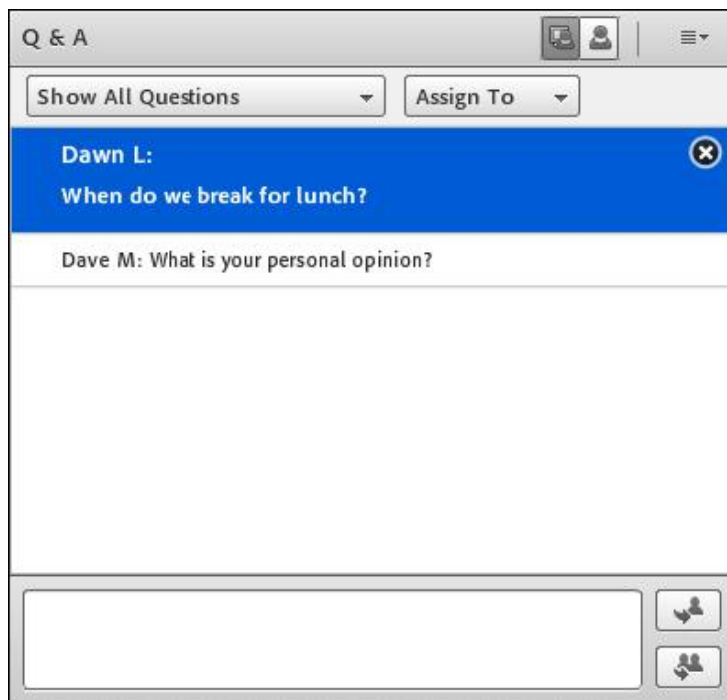 Q & A
Show All Questions
Assign To
Dawn L:
When do we break for lunch?
Dave M: What is your personal opinion?